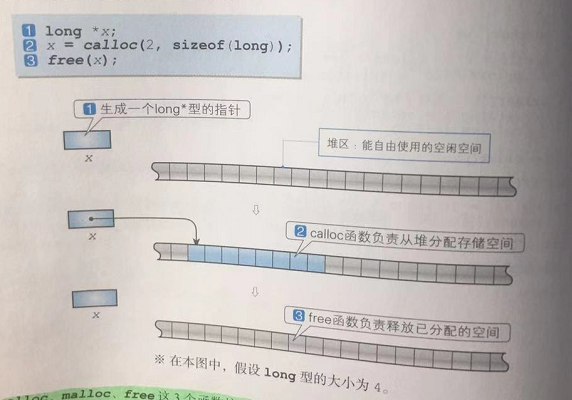 1 long *x;
2 x = calloc(2, sizeof(long));
3 free(x);
1 生成一个long*型的指针
x
堆区：能自由使用的空闲空间
x
2 calloc函数负责从堆分配存储空间
x
3 free函数负责释放已分配的空间
※ 在本图中，假设 long 型的大小为 4。
malloc、free 这3个函数